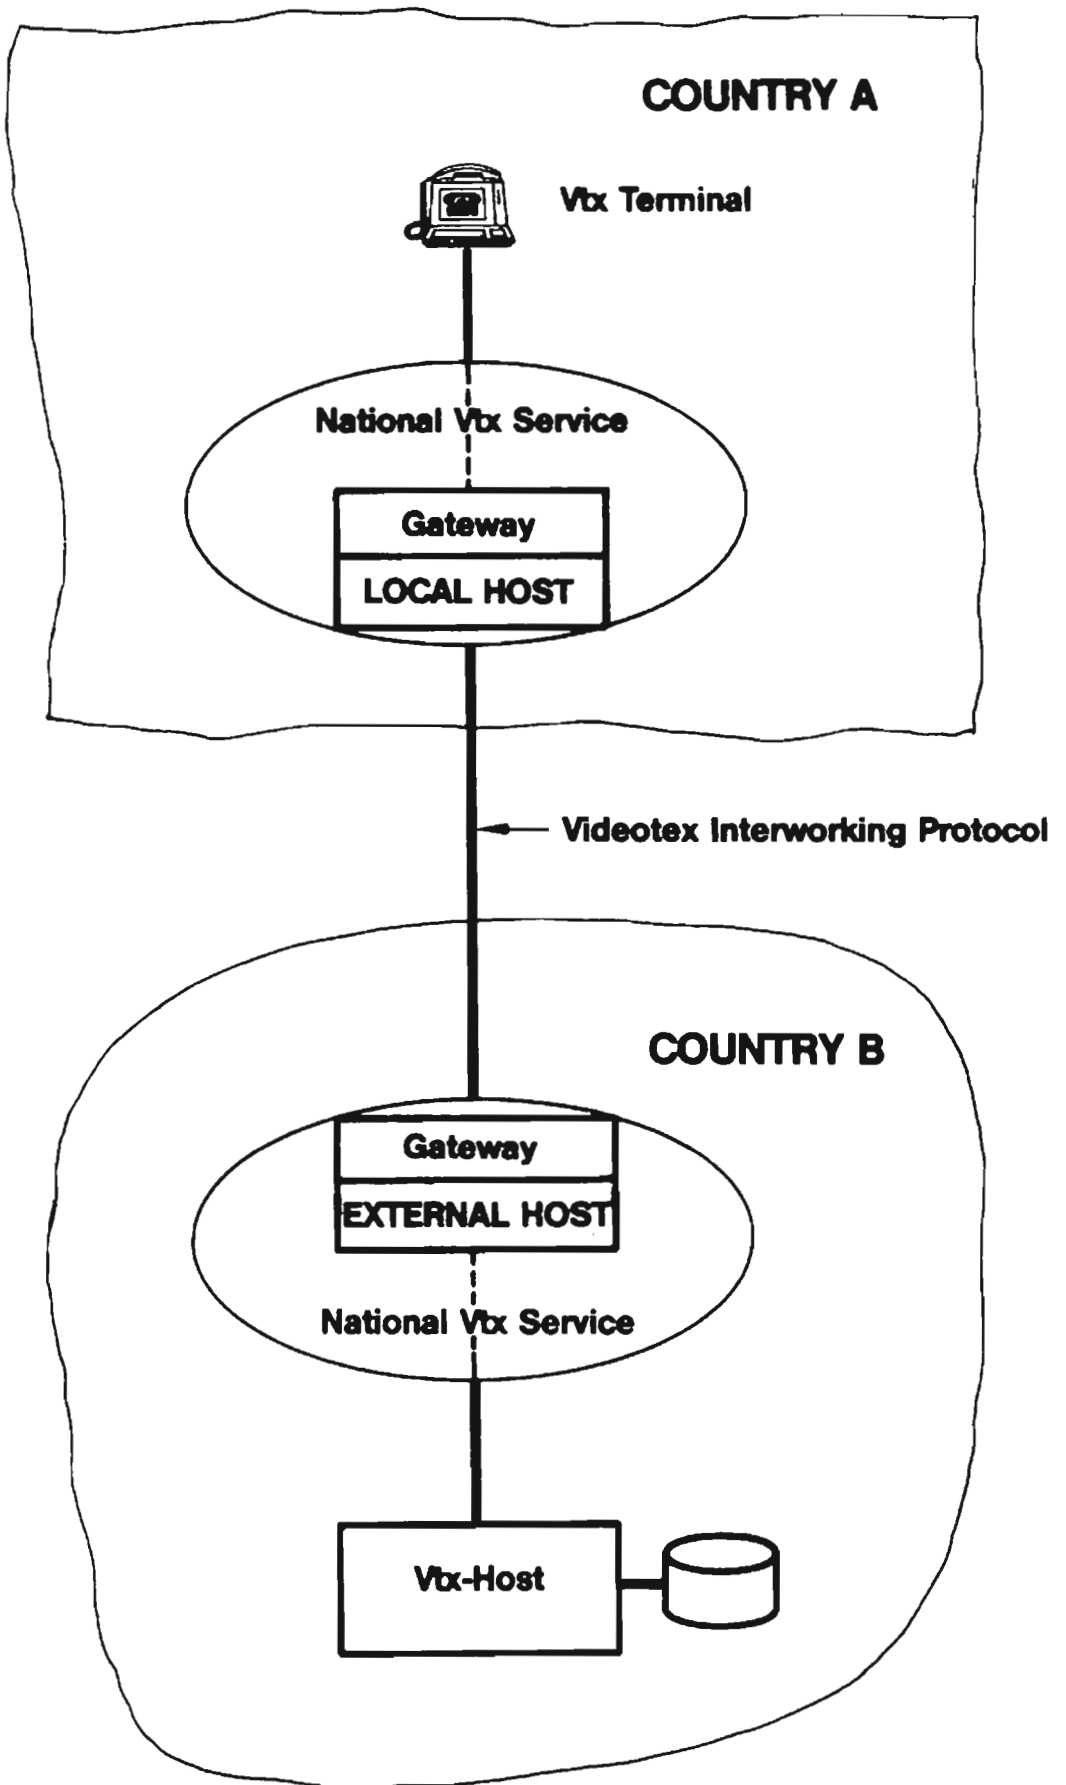 COUNTRY A
Vtx Terminal
National Vtx Service
Gateway
LOCAL HOST
Videotex Interworking Protocol
COUNTRY B
Gateway
EXTERNAL HOST
National Vtx Service
Vtx-Host